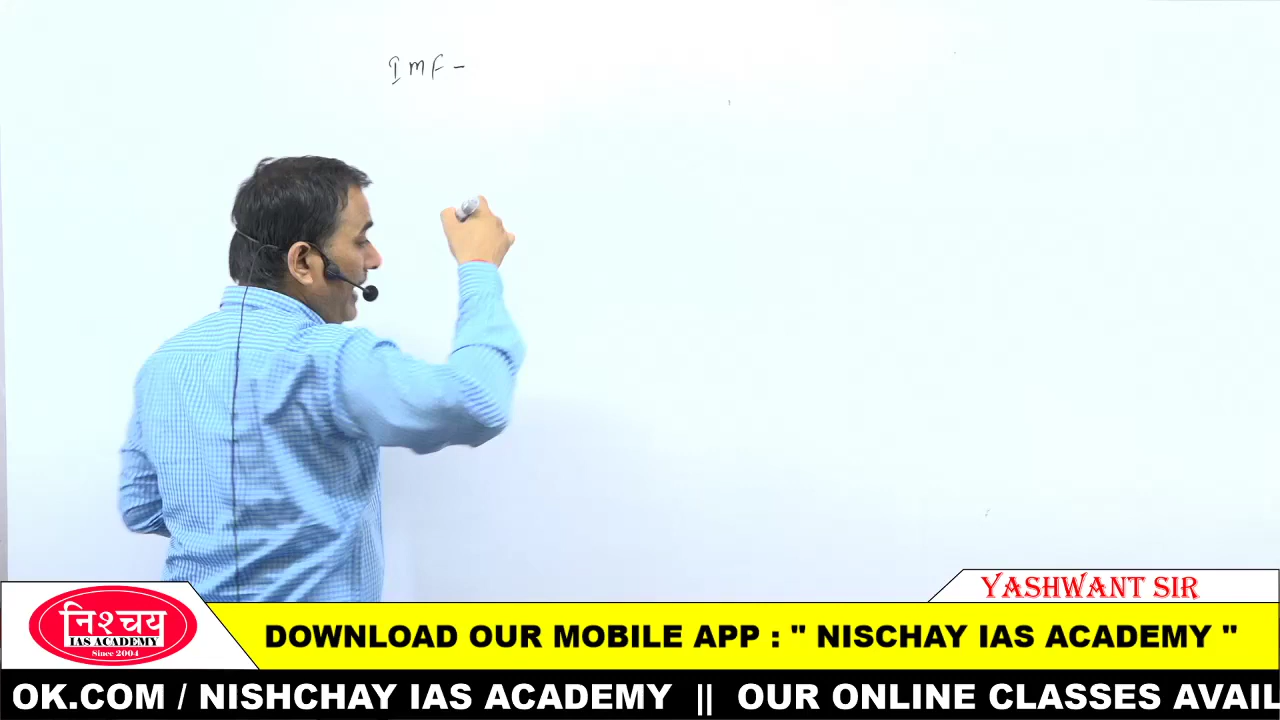 IMF -
YASHWANT SIR
निश्चय
IAS ACADEMY
Since 2004
DOWNLOAD OUR MOBILE APP : " NISCHAY IAS ACADEMY "
OK.COM / NISHCHAY IAS ACADEMY || OUR ONLINE CLASSES AVAIL